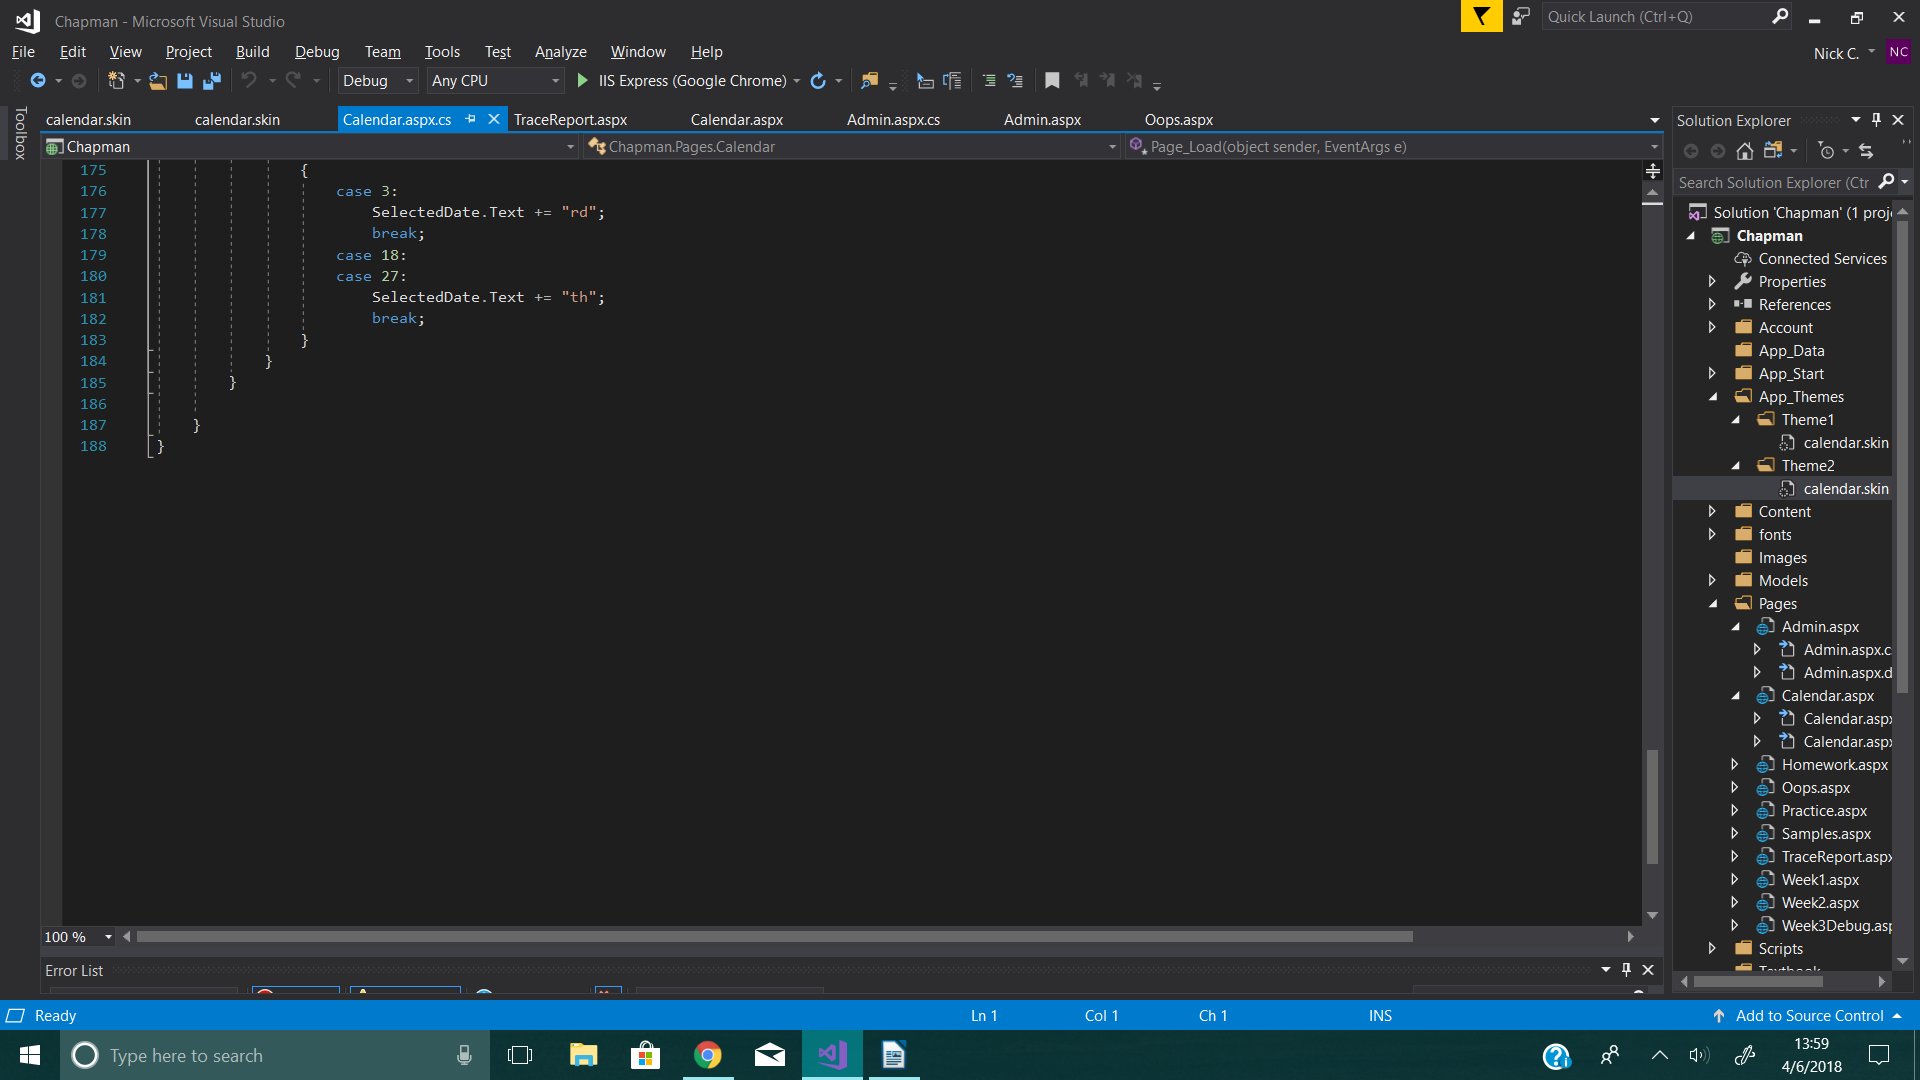 Chapman - Microsoft Visual Studio
Quick Launch (Ctrl+Q)
File Edit View Project Build Debug Team Tools Test Analyze Window Help
Nick C. NC
Debug Any CPU IIS Express (Google Chrome)
Toolbox
calendar.skin calendar.skin Calendar.aspx.cs TraceReport.aspx Calendar.aspx Admin.aspx.cs Admin.aspx Oops.aspx
Chapman Chapman.Pages.Calendar Page_Load(object sender, EventArgs e)
175 {
176 case 3:
177 SelectedDate.Text += "rd";
178 break;
179 case 18:
180 case 27:
181 SelectedDate.Text += "th";
182 break;
183 }
184 }
185 }
186
187 }
188 }
100 %
Error List
Solution Explorer
Search Solution Explorer (Ctr
Solution 'Chapman' (1 proj
Chapman
Connected Services
Properties
References
Account
App_Data
App_Start
App_Themes
Theme1
calendar.skin
Theme2
calendar.skin
Content
fonts
Images
Models
Pages
Admin.aspx
Admin.aspx.c
Admin.aspx.d
Calendar.aspx
Calendar.aspx
Calendar.aspx
Homework.aspx
Oops.aspx
Practice.aspx
Samples.aspx
TraceReport.aspx
Week1.aspx
Week2.aspx
Week3Debug.asp
Scripts
Ready Ln 1 Col 1 Ch 1 INS Add to Source Control
Type here to search
13:59
4/6/2018